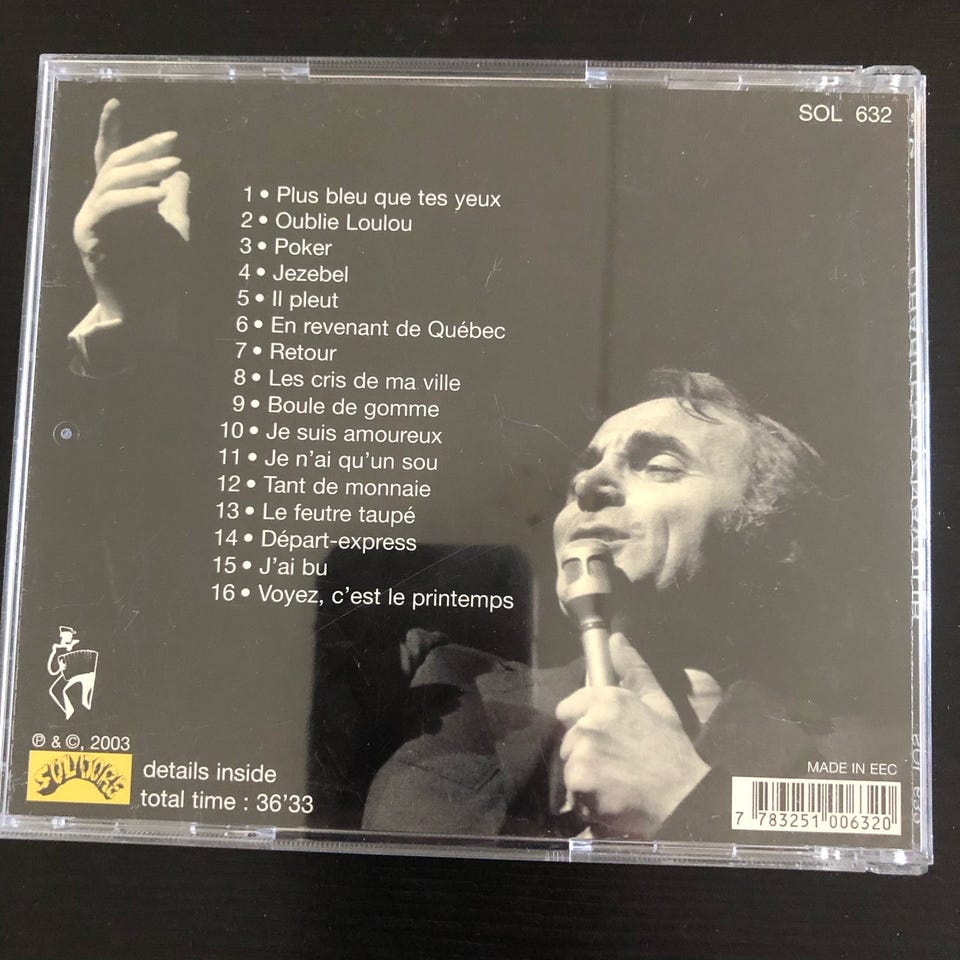 SOL 632
1 • Plus bleu que tes yeux
2 • Oublie Loulou
3 • Poker
4 • Jezebel
5 • Il pleut
6 • En revenant de Québec
7 • Retour
8 • Les cris de ma ville
9 • Boule de gomme
10 • Je suis amoureux
11 • Je n'ai qu'un sou
12 • Tant de monnaie
13 • Le feutre taupé
14 • Départ-express
15 • J'ai bu
16 • Voyez, c'est le printemps
℗ & ©, 2003
details inside
total time : 36'33
MADE IN EEC
7 783251 006320